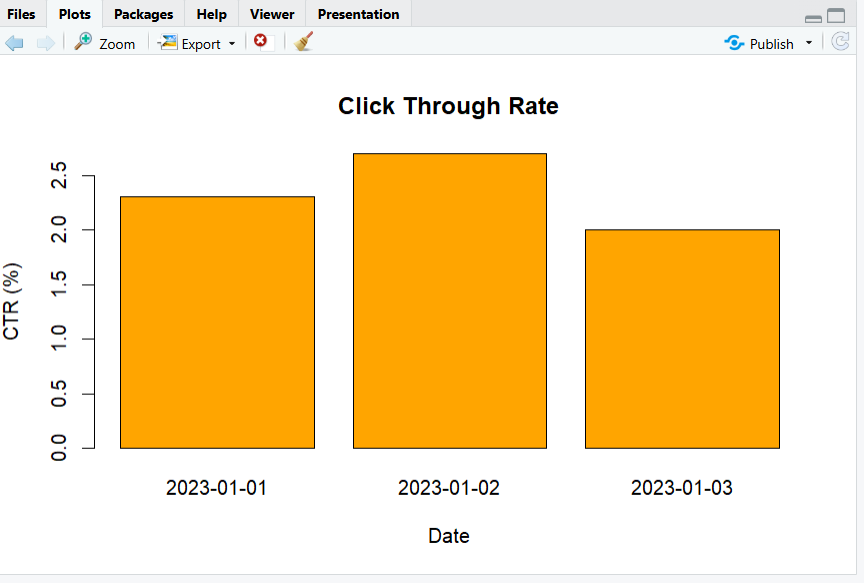 Files Plots Packages Help Viewer Presentation
Zoom Export Publish
Click Through Rate
CTR (%)
2.5
2.0
1.5
1.0
0.5
0.0
2023-01-01 2023-01-02 2023-01-03
Date